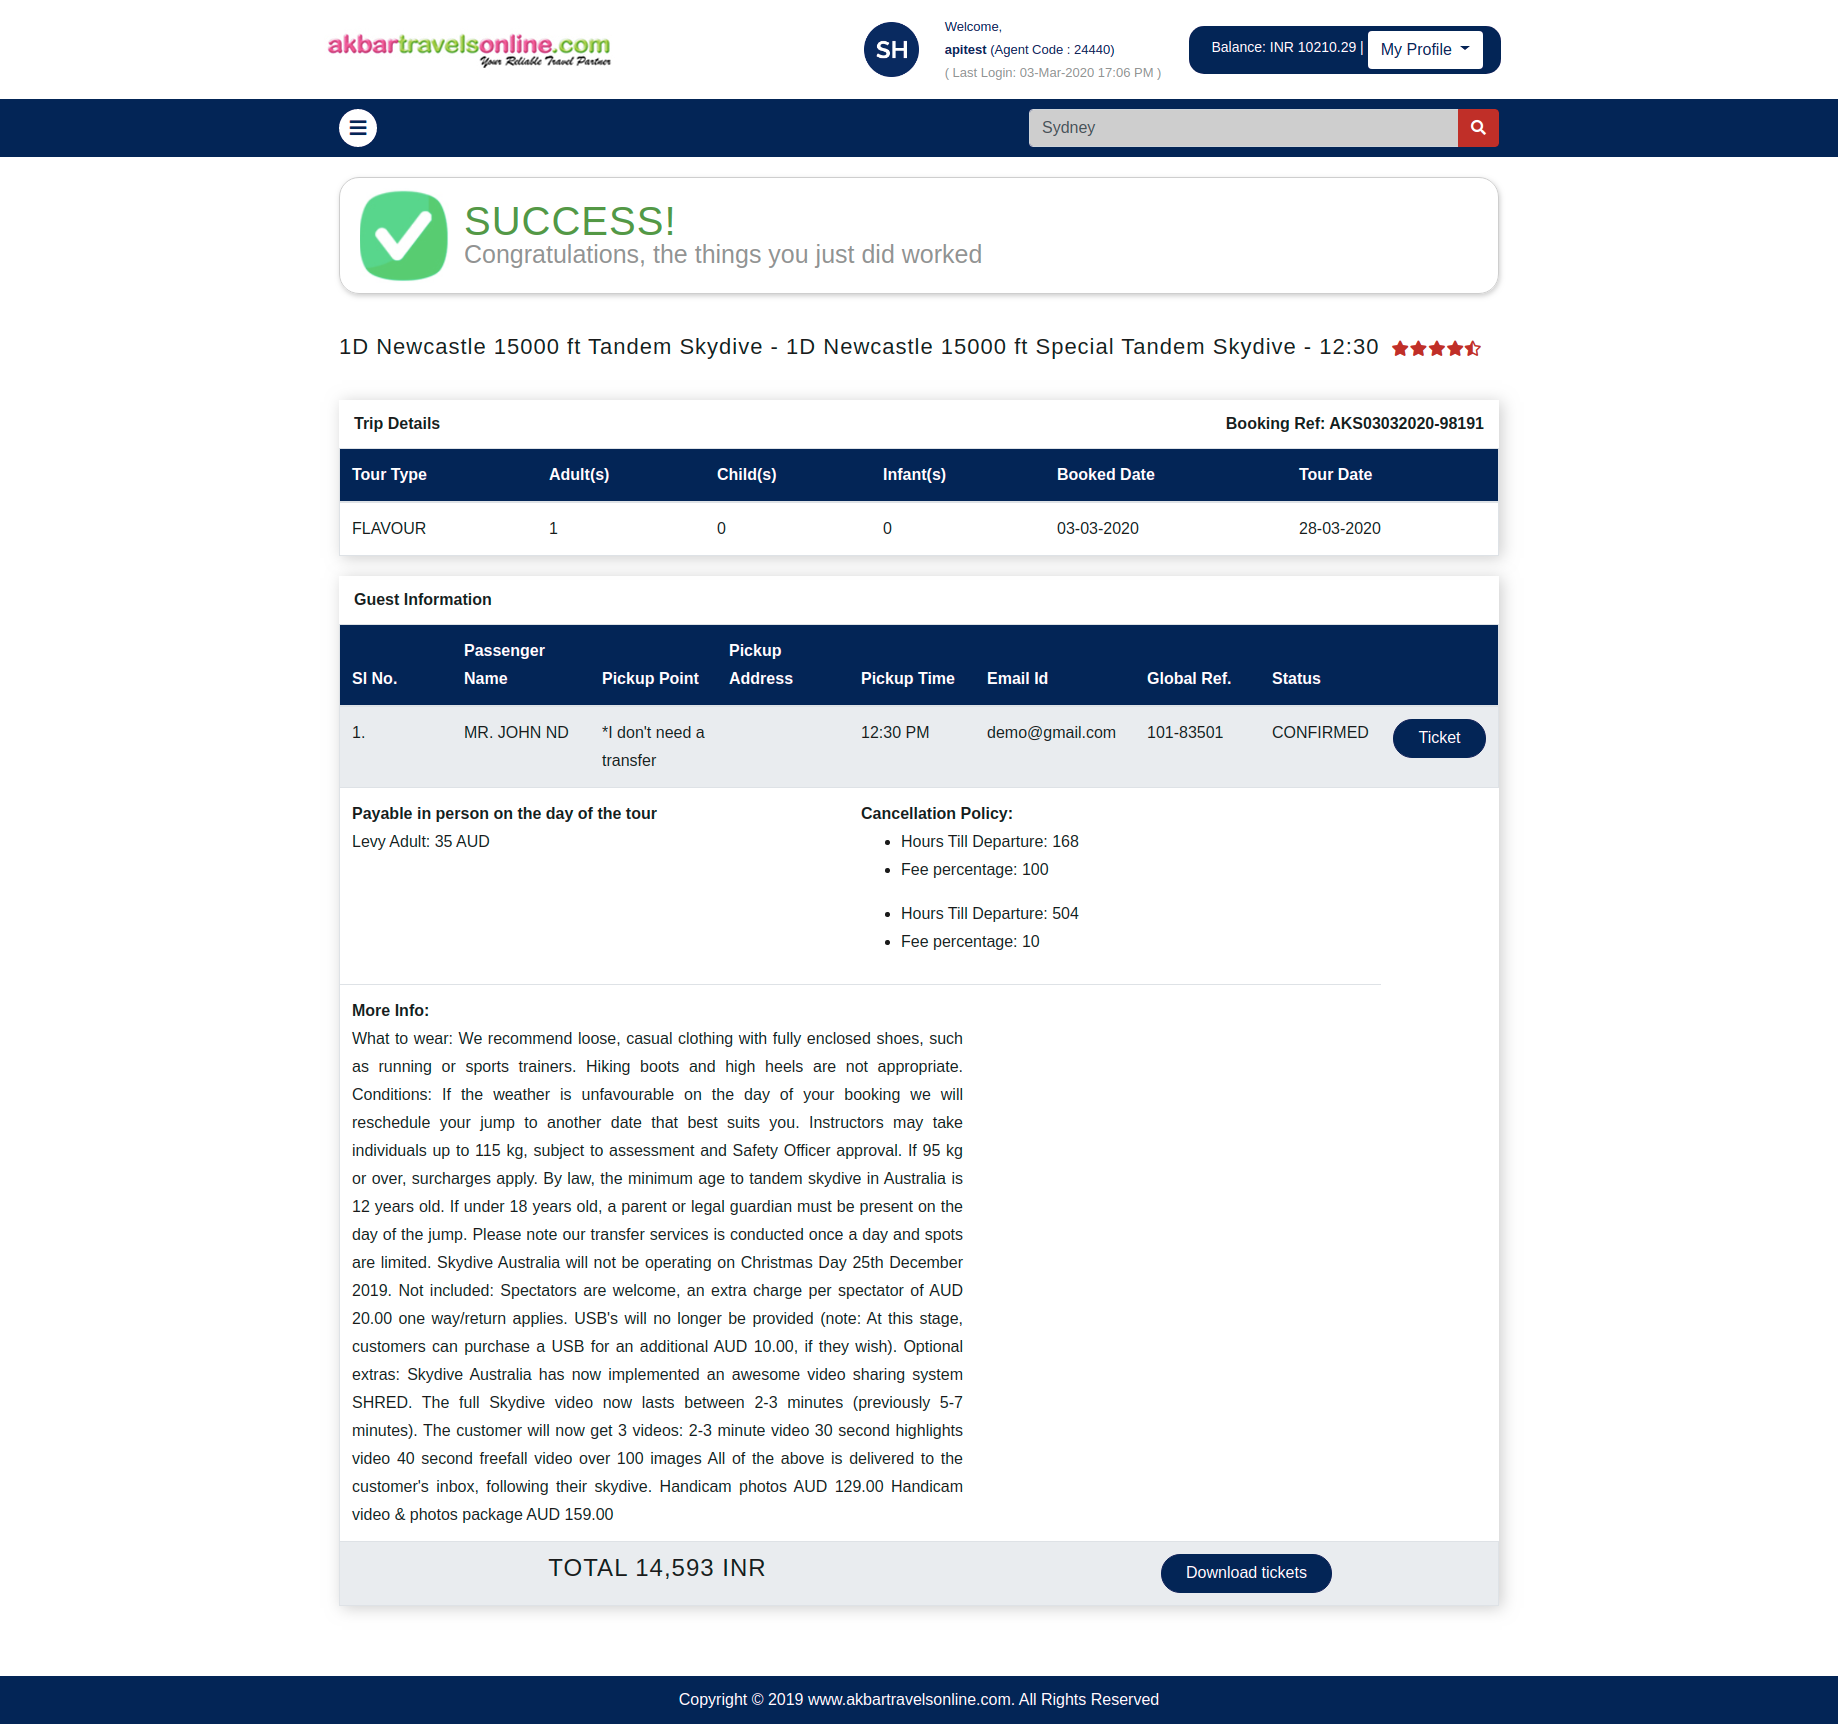 akbartravelsonline.com
Your Reliable Travel Partner
SH
Welcome,
apitest (Agent Code : 24440)
( Last Login: 03-Mar-2020 17:06 PM )
Balance: INR 10210.29 | My Profile
Sydney
SUCCESS!
Congratulations, the things you just did worked
1D Newcastle 15000 ft Tandem Skydive - 1D Newcastle 15000 ft Special Tandem Skydive - 12:30
Trip Details Booking Ref: AKS03032020-98191
Tour Type Adult(s) Child(s) Infant(s) Booked Date Tour Date
FLAVOUR 1 0 0 03-03-2020 28-03-2020
Guest Information
Sl No. Passenger Name Pickup Point Pickup Address Pickup Time Email Id Global Ref. Status
1. MR. JOHN ND *I don't need a transfer 12:30 PM demo@gmail.com 101-83501 CONFIRMED Ticket
Payable in person on the day of the tour
Levy Adult: 35 AUD
Cancellation Policy:
• Hours Till Departure: 168
• Fee percentage: 100
• Hours Till Departure: 504
• Fee percentage: 10
More Info:
What to wear: We recommend loose, casual clothing with fully enclosed shoes, such
as running or sports trainers. Hiking boots and high heels are not appropriate.
Conditions: If the weather is unfavourable on the day of your booking we will
reschedule your jump to another date that best suits you. Instructors may take
individuals up to 115 kg, subject to assessment and Safety Officer approval. If 95 kg
or over, surcharges apply. By law, the minimum age to tandem skydive in Australia is
12 years old. If under 18 years old, a parent or legal guardian must be present on the
day of the jump. Please note our transfer services is conducted once a day and spots
are limited. Skydive Australia will not be operating on Christmas Day 25th December
2019. Not included: Spectators are welcome, an extra charge per spectator of AUD
20.00 one way/return applies. USB's will no longer be provided (note: At this stage,
customers can purchase a USB for an additional AUD 10.00, if they wish). Optional
extras: Skydive Australia has now implemented an awesome video sharing system
SHRED. The full Skydive video now lasts between 2-3 minutes (previously 5-7
minutes). The customer will now get 3 videos: 2-3 minute video 30 second highlights
video 40 second freefall video over 100 images All of the above is delivered to the
customer's inbox, following their skydive. Handicam photos AUD 129.00 Handicam
video & photos package AUD 159.00
TOTAL 14,593 INR Download tickets
Copyright © 2019 www.akbartravelsonline.com. All Rights Reserved